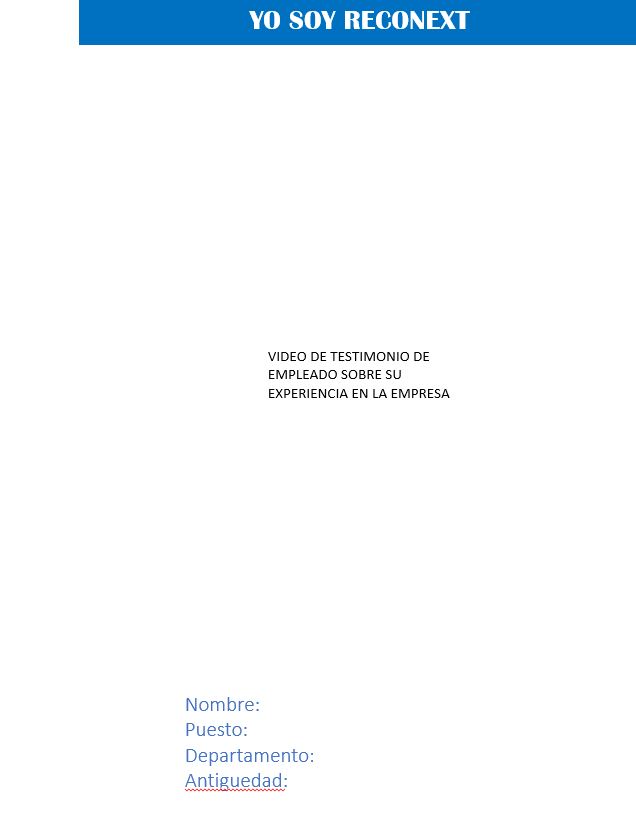 YO SOY RECONEXT
VIDEO DE TESTIMONIO DE
EMPLEADO SOBRE SU
EXPERIENCIA EN LA EMPRESA
Nombre:
Puesto:
Departamento:
Antiguedad: